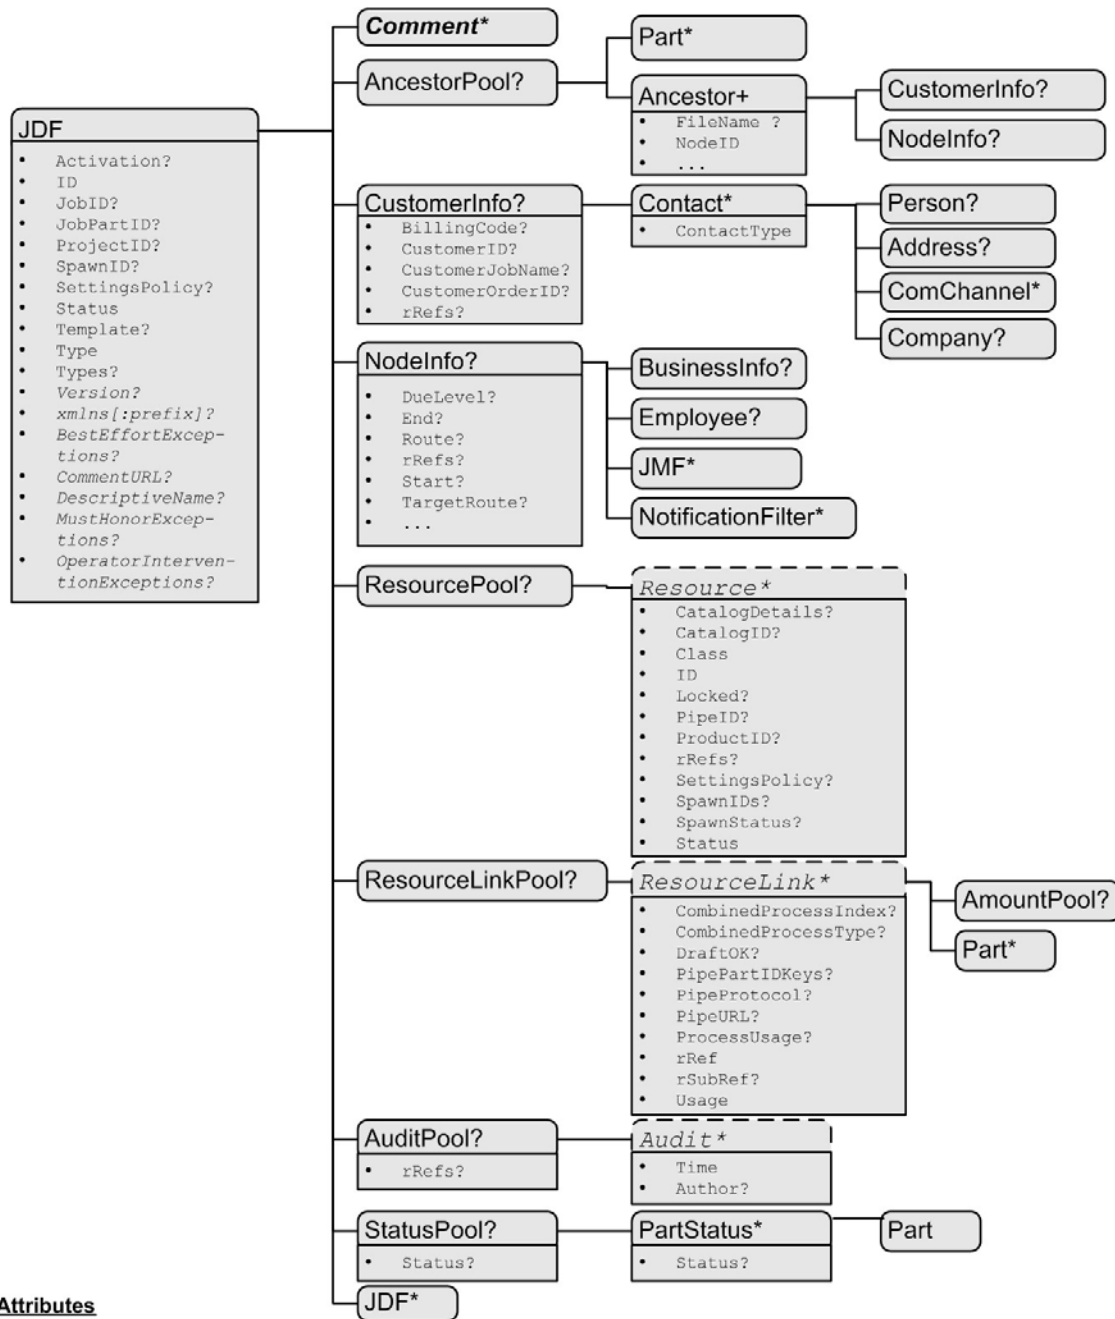 JDF
• Activation?
• ID
• JobID?
• JobPartID?
• ProjectID?
• SpawnID?
• SettingsPolicy?
• Status
• Template?
• Type
• Types?
• Version?
• xmlns[:prefix]?
• BestEffortExcep-
tions?
• CommentURL?
• DescriptiveName?
• MustHonorExcep-
tions?
• OperatorInterven-
tionExceptions?
Comment*
AncestorPool?
Part*
Ancestor+
• FileName ?
• NodeID
• ...
CustomerInfo?
NodeInfo?
CustomerInfo?
• BillingCode?
• CustomerID?
• CustomerJobName?
• CustomerOrderID?
• rRefs?
Contact*
• ContactType
Person?
Address?
ComChannel*
Company?
NodeInfo?
• DueLevel?
• End?
• Route?
• rRefs?
• Start?
• TargetRoute?
• ...
BusinessInfo?
Employee?
JMF*
NotificationFilter*
ResourcePool?
Resource*
• CatalogDetails?
• CatalogID?
• Class
• ID
• Locked?
• PipeID?
• ProductID?
• rRefs?
• SettingsPolicy?
• SpawnIDs?
• SpawnStatus?
• Status
ResourceLinkPool?
ResourceLink*
• CombinedProcessIndex?
• CombinedProcessType?
• DraftOK?
• PipePartIDKeys?
• PipeProtocol?
• PipeURL?
• ProcessUsage?
• rRef
• rSubRef?
• Usage
AmountPool?
Part*
AuditPool?
• rRefs?
Audit*
• Time
• Author?
StatusPool?
• Status?
PartStatus*
• Status?
Part
JDF*
Attributes